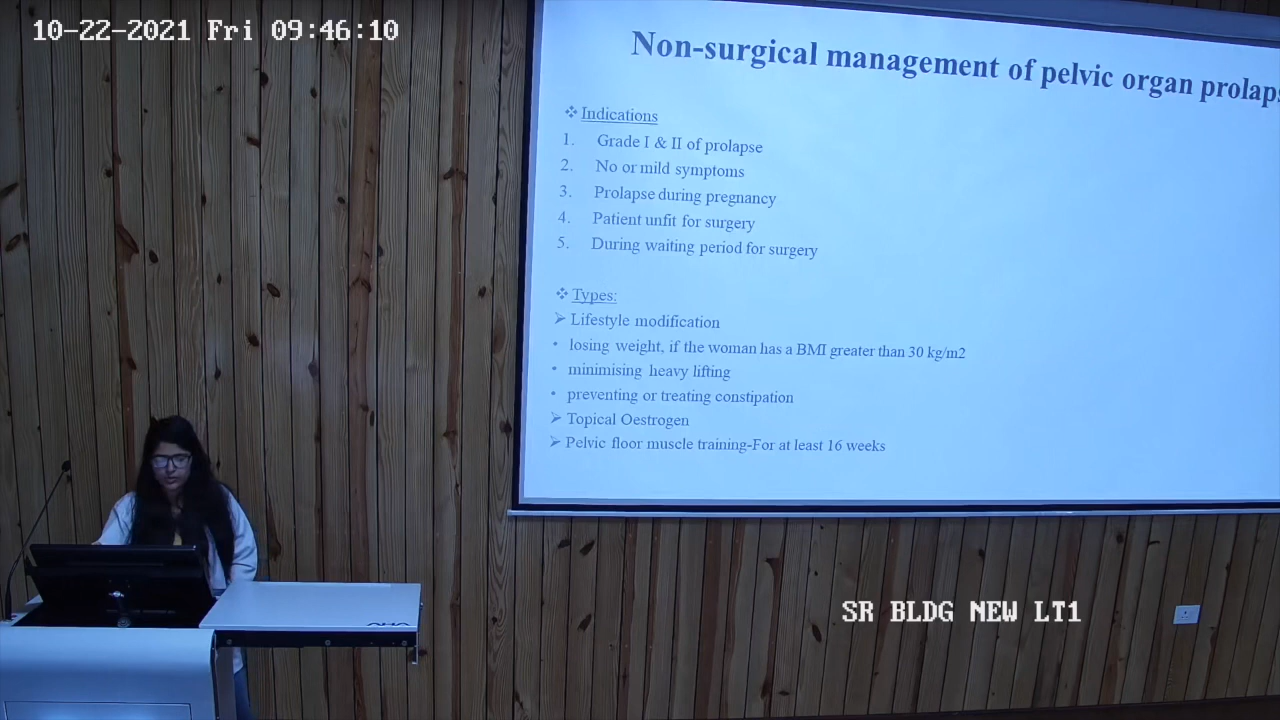 10-22-2021 Fri 09:46:10
Non-surgical management of pelvic organ prolaps
❖ Indications
1. Grade I & II of prolapse
2. No or mild symptoms
3. Prolapse during pregnancy
4. Patient unfit for surgery
5. During waiting period for surgery
❖ Types:
➢ Lifestyle modification
• losing weight, if the woman has a BMI greater than 30 kg/m2
• minimising heavy lifting
• preventing or treating constipation
➢ Topical Oestrogen
➢ Pelvic floor muscle training-For at least 16 weeks
AHA
SR BLDG NEW LT1